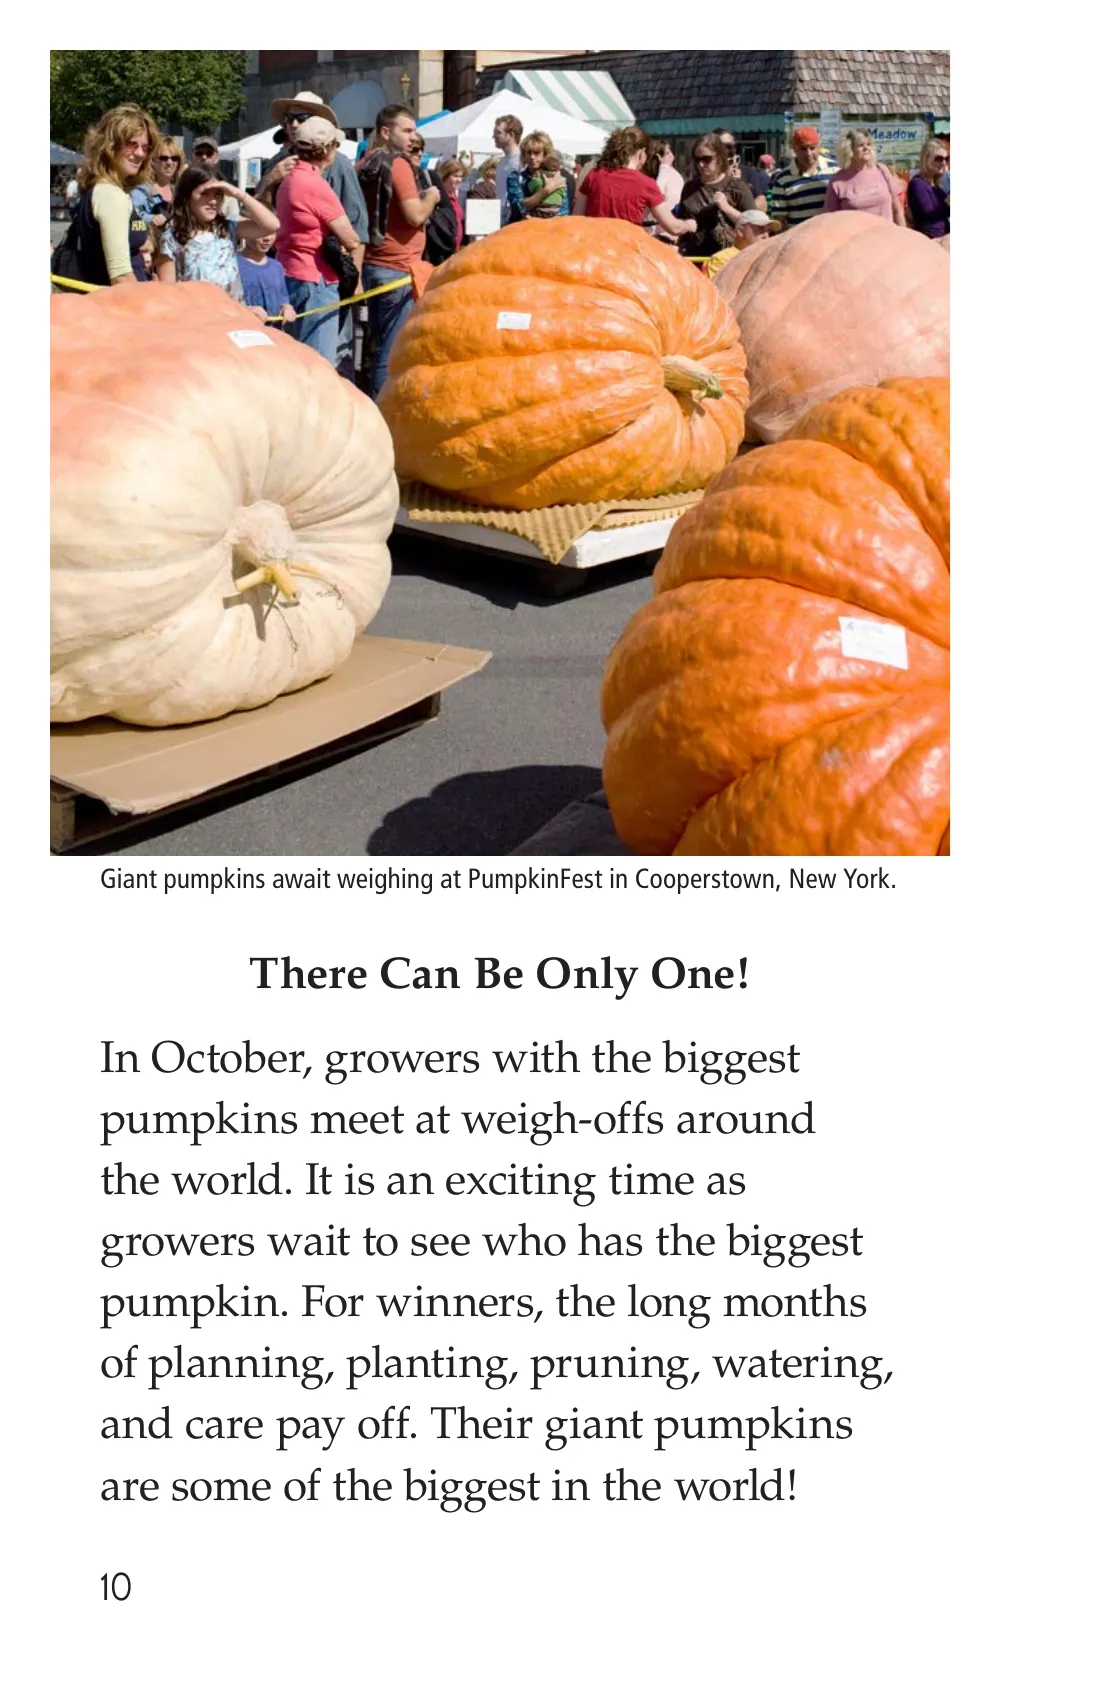 Meadow
Giant pumpkins await weighing at PumpkinFest in Cooperstown, New York.
There Can Be Only One!
In October, growers with the biggest
pumpkins meet at weigh-offs around
the world. It is an exciting time as
growers wait to see who has the biggest
pumpkin. For winners, the long months
of planning, planting, pruning, watering,
and care pay off. Their giant pumpkins
are some of the biggest in the world!
10